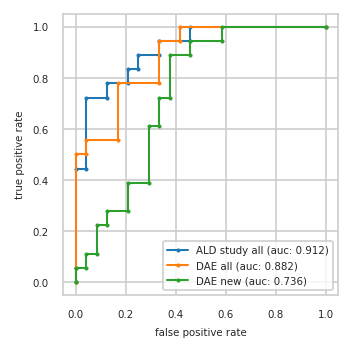 1.0
0.8
0.6
0.4
0.2
0.0
true positive rate
ALD study all (auc: 0.912)
DAE all (auc: 0.882)
DAE new (auc: 0.736)
0.0 0.2 0.4 0.6 0.8 1.0
false positive rate